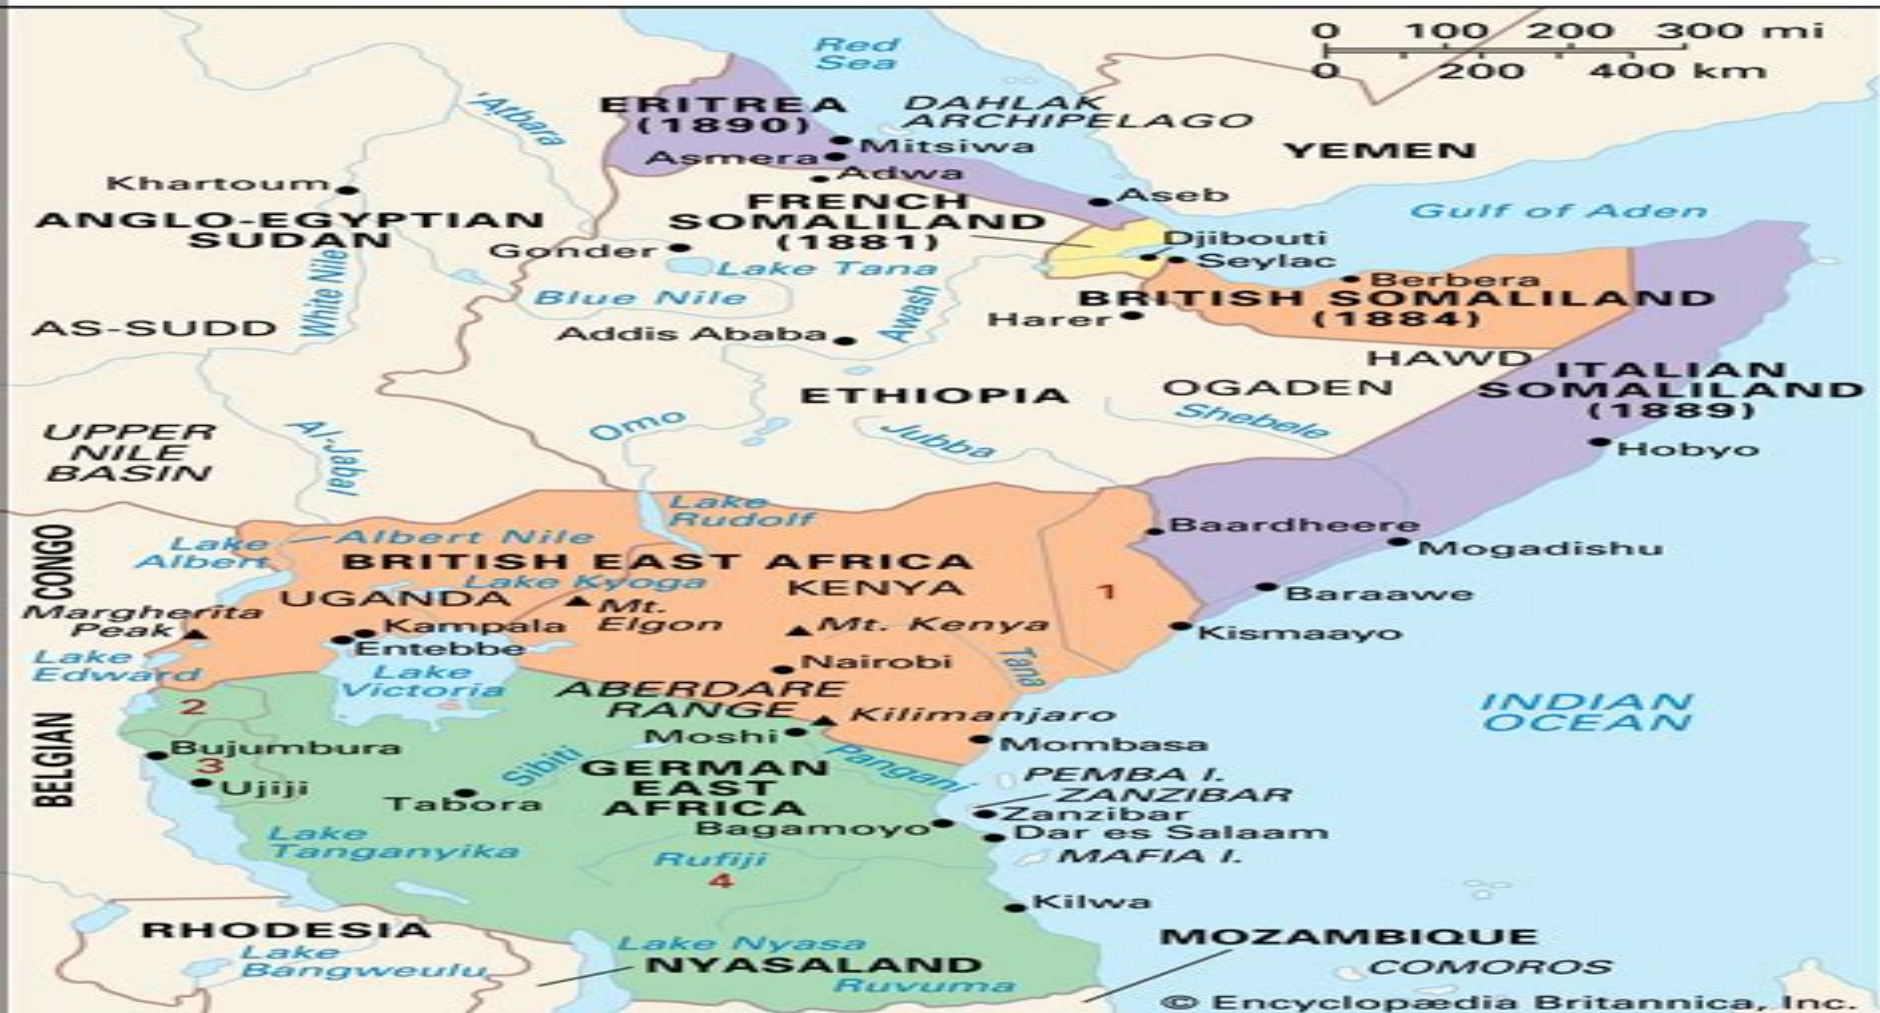 0 100 200 300 mi
0 200 400 km
Red
Sea
'Atbara
ERITREA
(1890)
DAHLAK
ARCHIPELAGO
YEMEN
Mitsiwa
Asmera
Adwa
Khartoum
Aseb
ANGLO-EGYPTIAN
SUDAN
FRENCH
SOMALILAND
(1881)
Gulf of Aden
Gonder
Djibouti
Seylac
Lake Tana
Berbera
Blue Nile
White Nile
BRITISH SOMALILAND
(1884)
AS-SUDD
Addis Ababa
Awash
Harer
HAWD
ITALIAN
SOMALILAND
(1889)
ETHIOPIA
OGADEN
Shebele
Omo
Jubba
UPPER
NILE
BASIN
Al-Jabal
Hobyo
Lake
Rudolf
Baardheere
Mogadishu
BELGIAN CONGO
Lake
Albert
Albert Nile
BRITISH EAST AFRICA
Lake Kyoga
KENYA
1
UGANDA
Baraawe
Margherita
Peak
Mt.
Elgon
Kampala
Mt. Kenya
Kismaayo
Entebbe
Lake
Edward
Lake
Victoria
Nairobi
Tana
ABERDARE
RANGE
INDIAN
OCEAN
2
Kilimanjaro
Moshi
Mombasa
Bujumbura
3
Sibiti
Pangani
GERMAN
EAST
AFRICA
PEMBA I.
ZANZIBAR
Ujiji
Tabora
Zanzibar
Bagamoyo
Dar es Salaam
Lake
Tanganyika
Rufiji
MAFIA I.
4
Kilwa
RHODESIA
Lake
Bangweulu
Lake Nyasa
NYASALAND
MOZAMBIQUE
COMOROS
Ruvuma
© Encyclopædia Britannica, Inc.